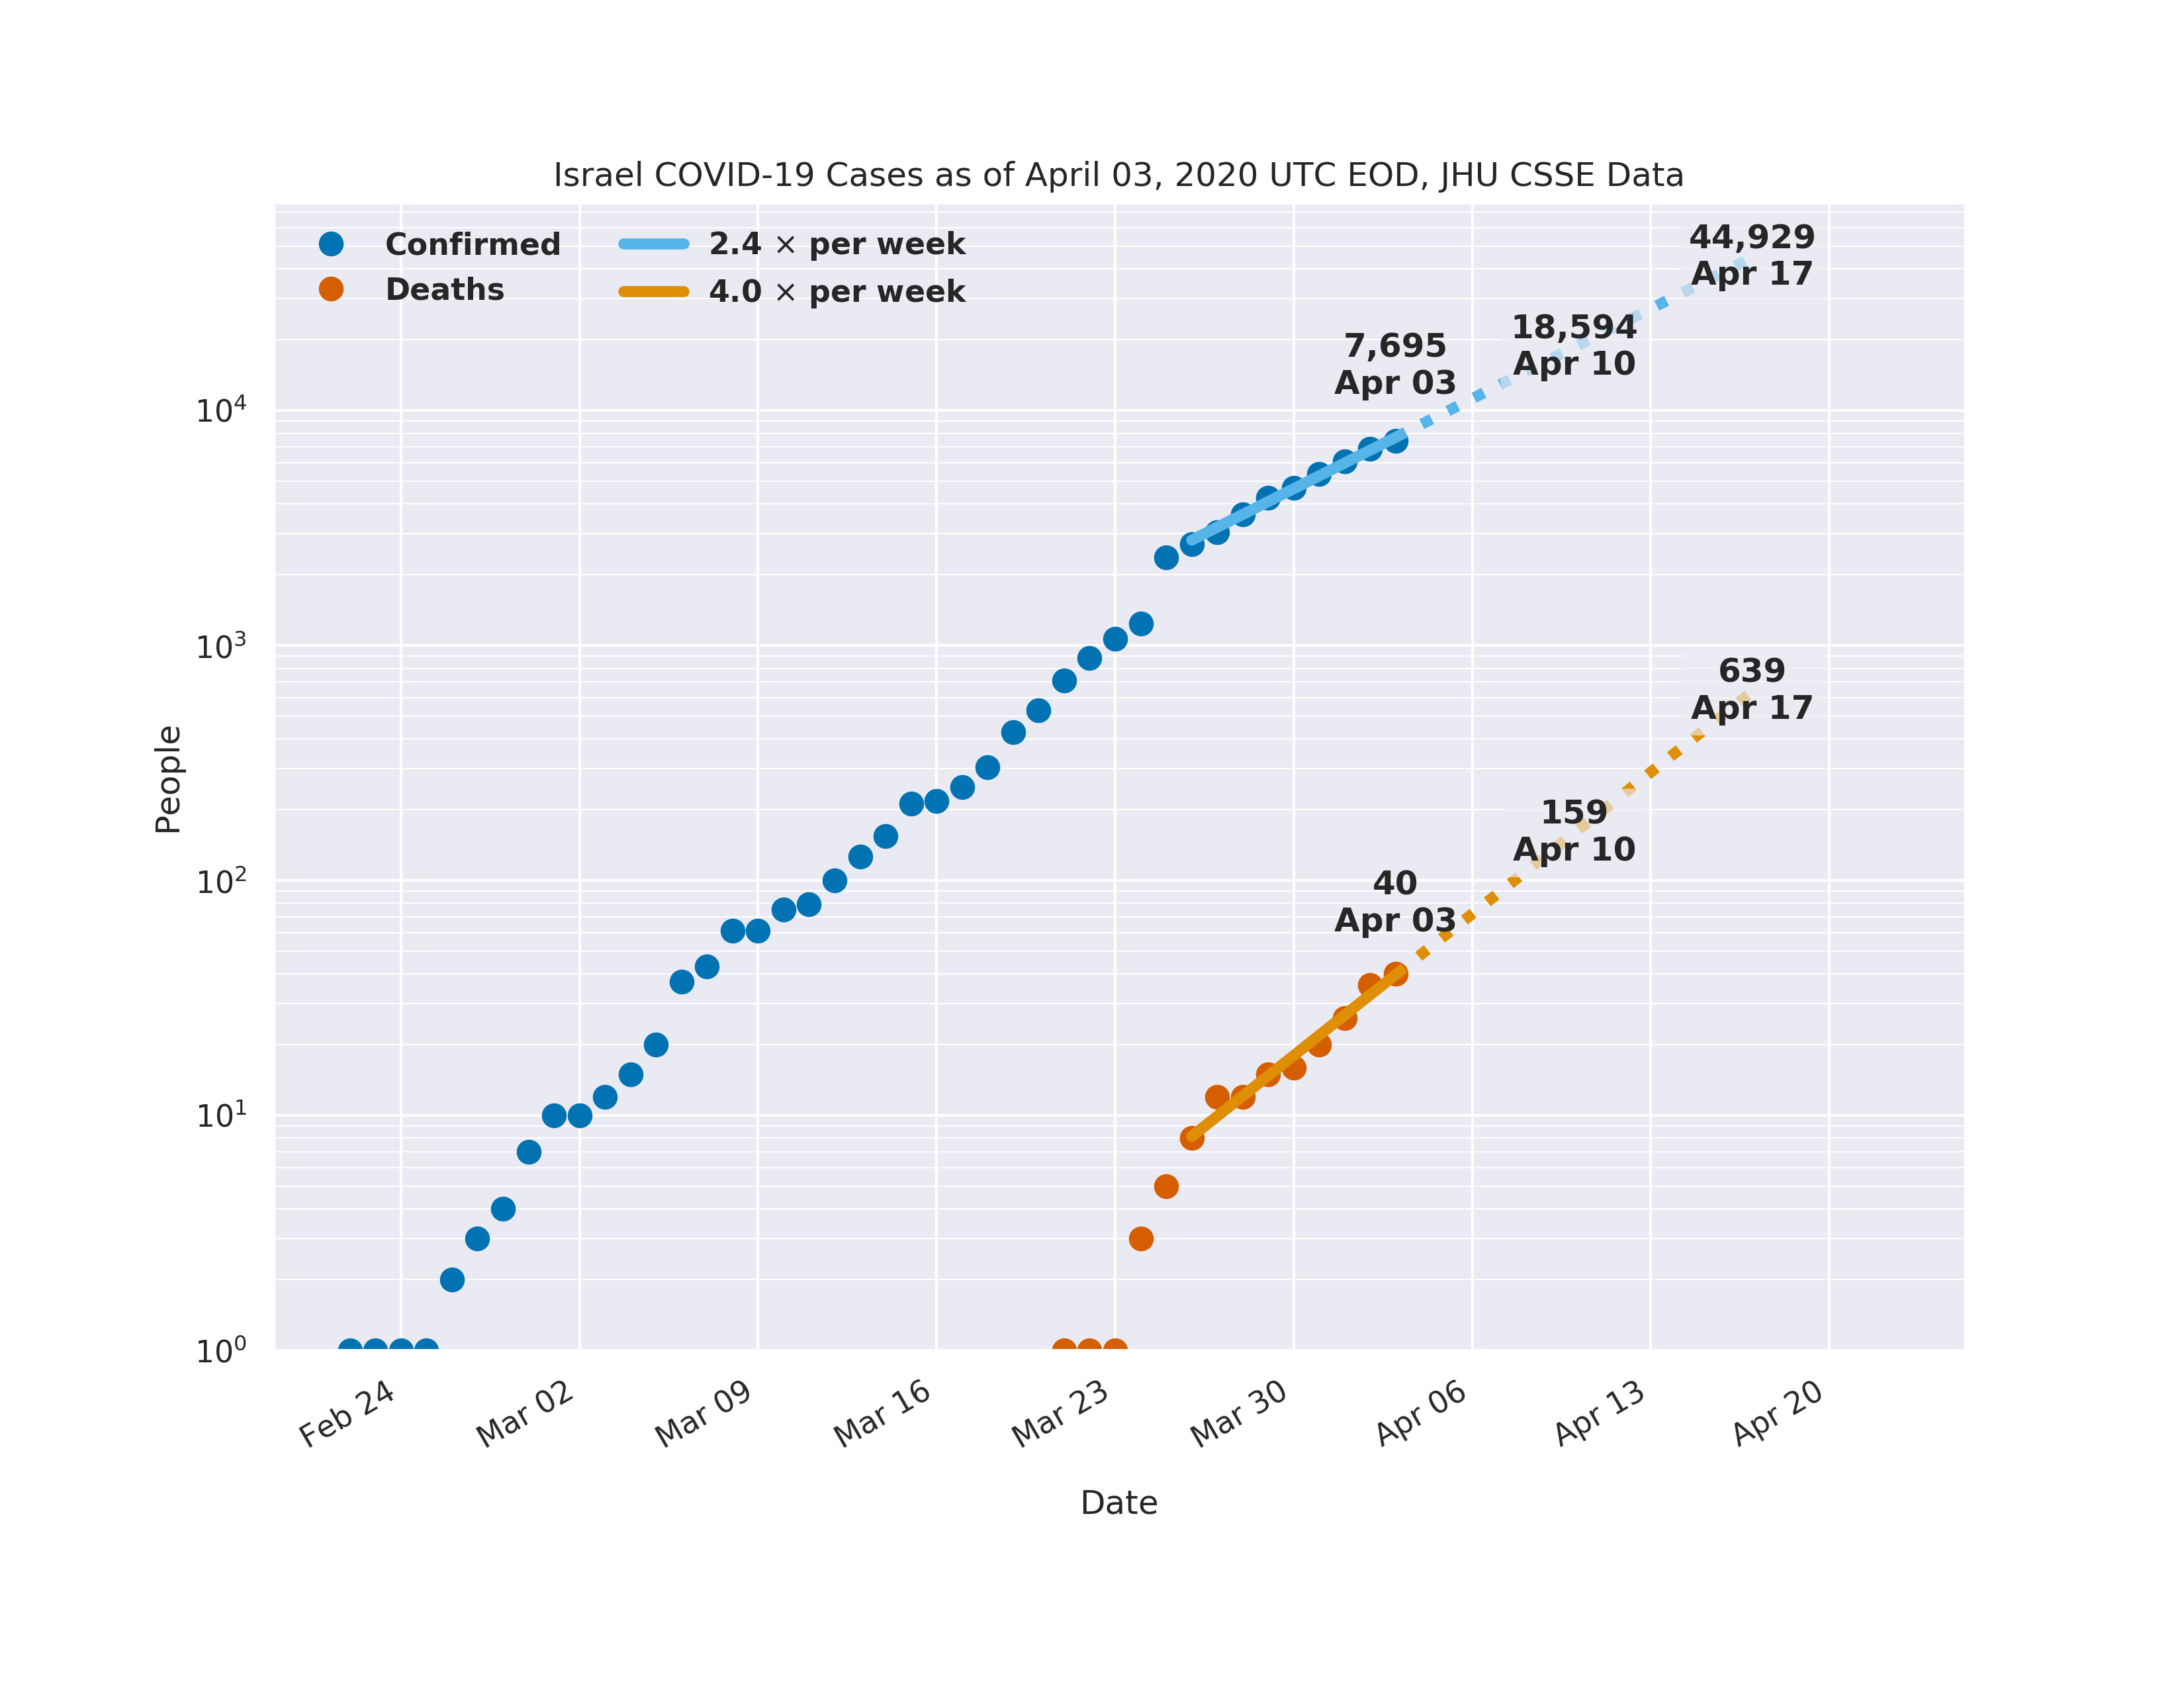 Israel COVID-19 Cases as of April 03, 2020 UTC EOD, JHU CSSE Data
Confirmed
Deaths
2.4 × per week
4.0 × per week
44,929
Apr 17
18,594
Apr 10
7,695
Apr 03
639
Apr 17
159
Apr 10
40
Apr 03
People
10⁴
10³
10²
10¹
10⁰
Feb 24
Mar 02
Mar 09
Mar 16
Mar 23
Mar 30
Apr 06
Apr 13
Apr 20
Date